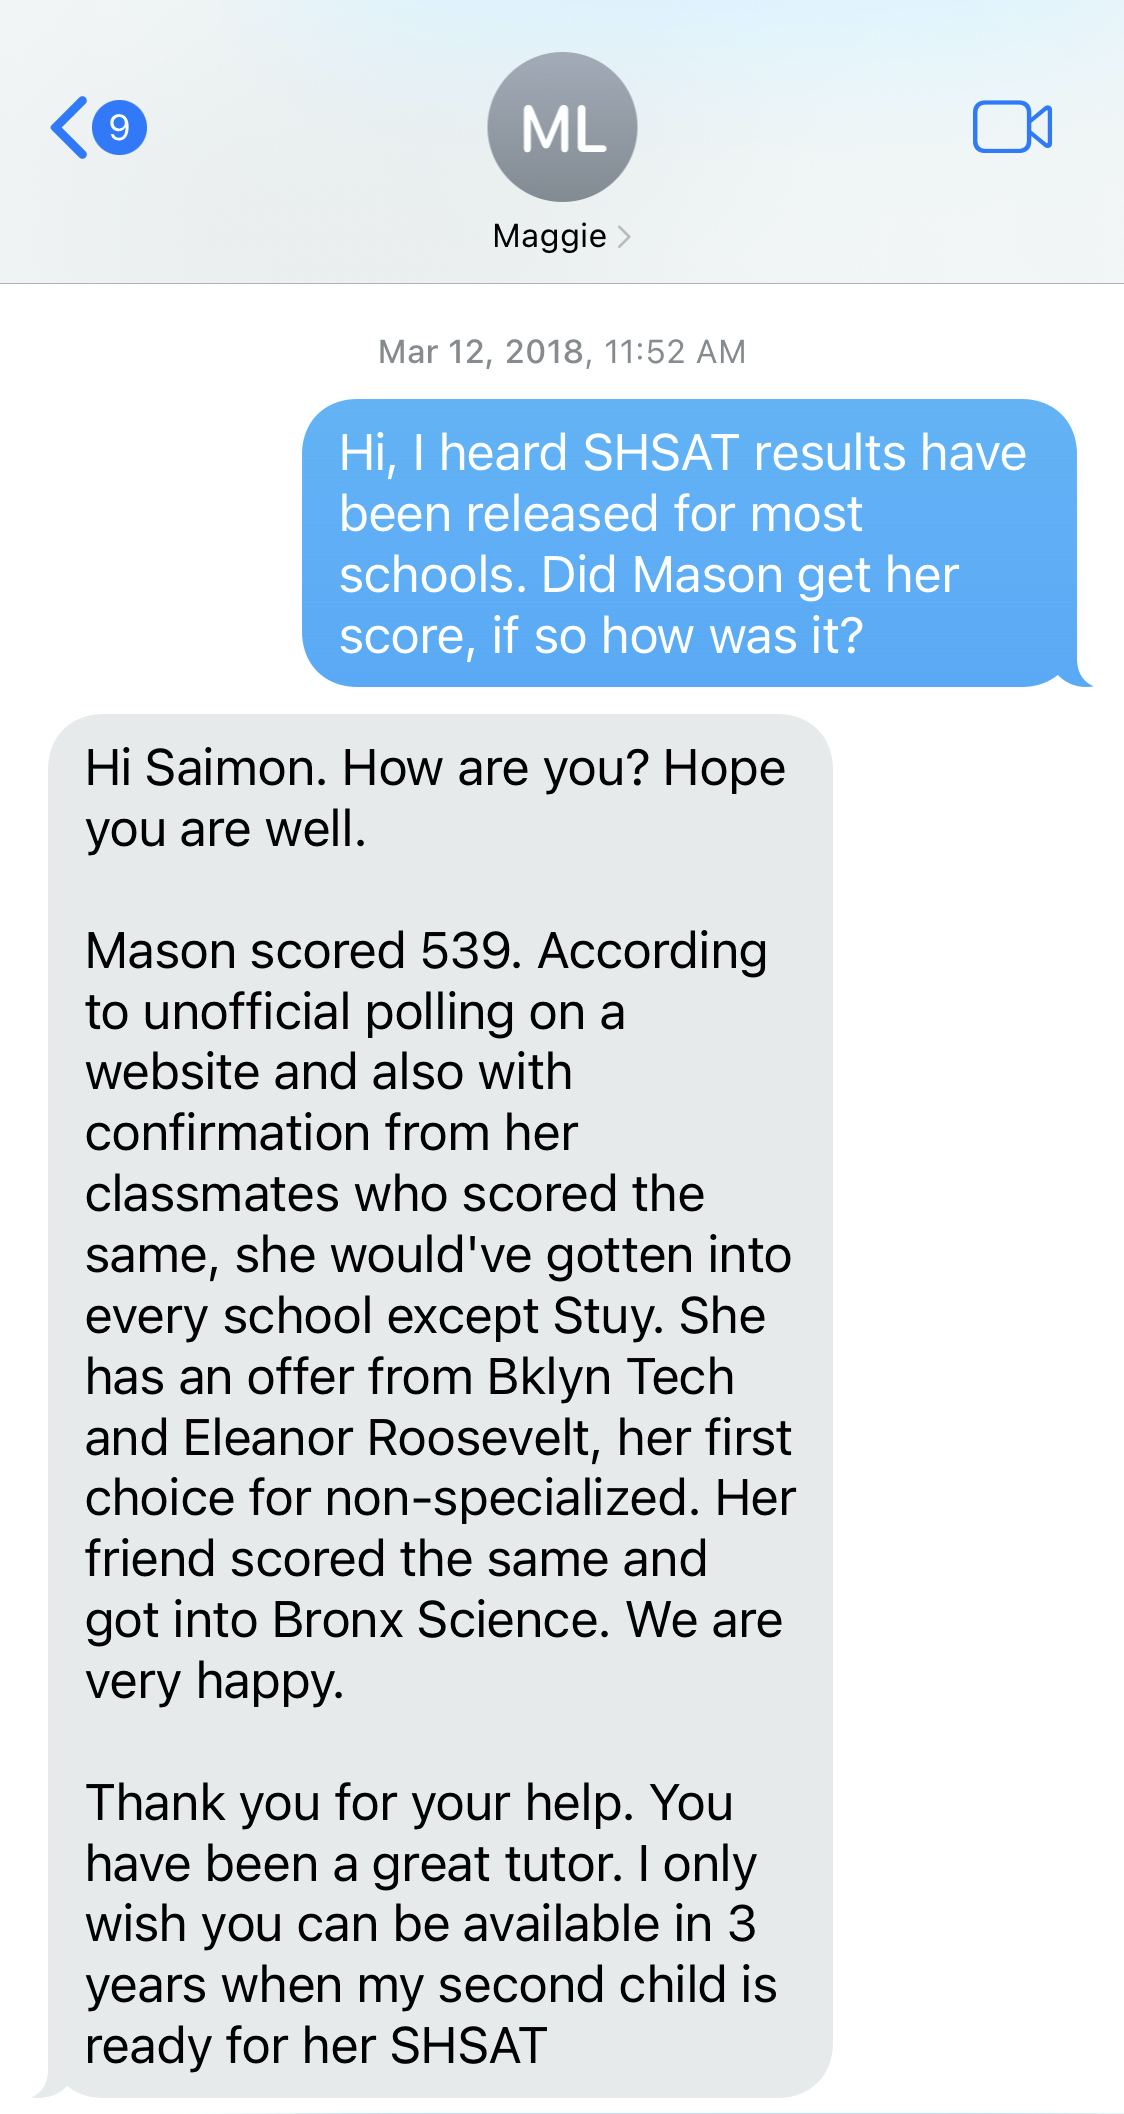 9
ML
Maggie
Mar 12, 2018, 11:52 AM
Hi, I heard SHSAT results have
been released for most
schools. Did Mason get her
score, if so how was it?
Hi Saimon. How are you? Hope
you are well.
Mason scored 539. According
to unofficial polling on a
website and also with
confirmation from her
classmates who scored the
same, she would've gotten into
every school except Stuy. She
has an offer from Bklyn Tech
and Eleanor Roosevelt, her first
choice for non-specialized. Her
friend scored the same and
got into Bronx Science. We are
very happy.
Thank you for your help. You
have been a great tutor. I only
wish you can be available in 3
years when my second child is
ready for her SHSAT